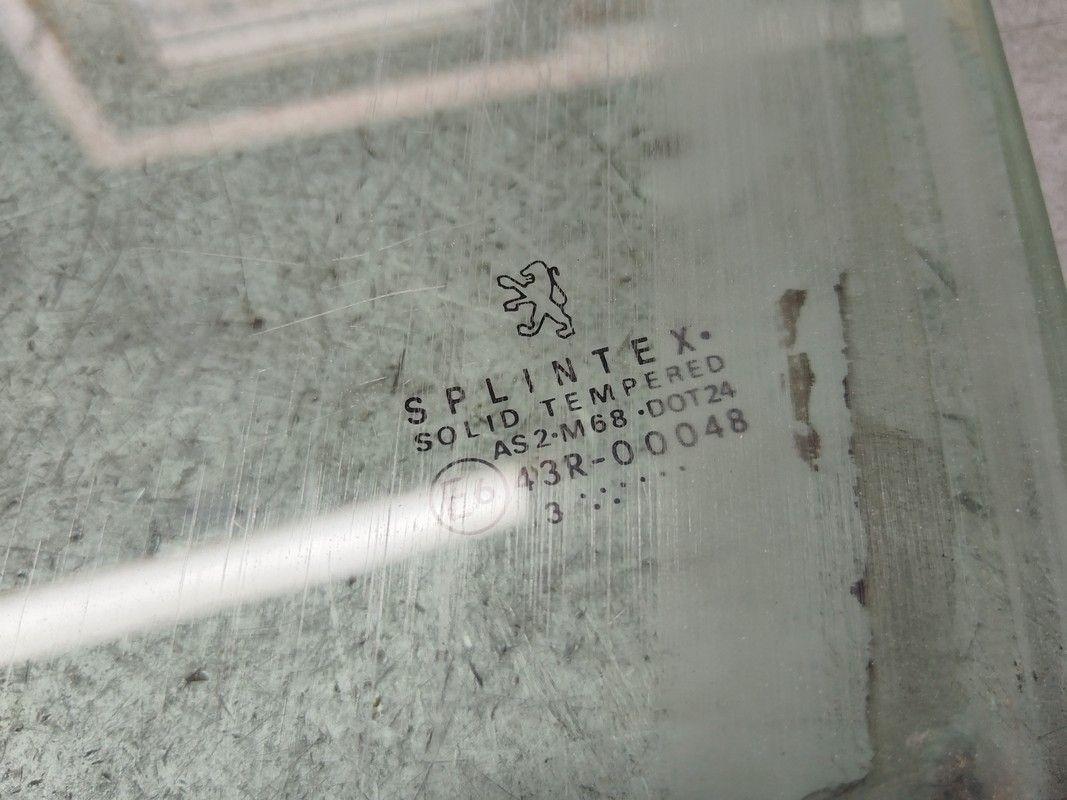 SPLINTEX.
SOLID TEMPERED
AS2·M68·DOT24
E6 43R-00048
3